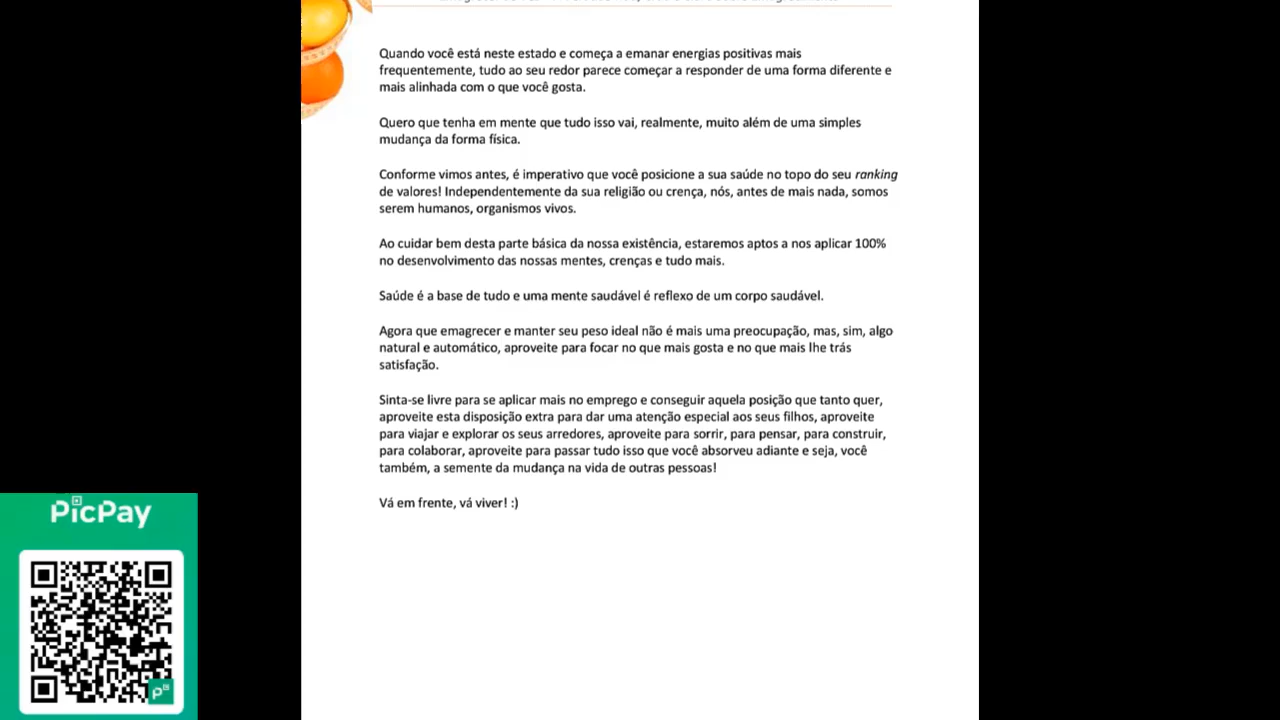 Quando você está neste estado e começa a emanar energias positivas mais
frequentemente, tudo ao seu redor parece começar a responder de uma forma diferente e
mais alinhada com o que você gosta.
Quero que tenha em mente que tudo isso vai, realmente, muito além de uma simples
mudança da forma física.
Conforme vimos antes, é imperativo que você posicione a sua saúde no topo do seu ranking
de valores! Independentemente da sua religião ou crença, nós, antes de mais nada, somos
serem humanos, organismos vivos.
Ao cuidar bem desta parte básica da nossa existência, estaremos aptos a nos aplicar 100%
no desenvolvimento das nossas mentes, crenças e tudo mais.
Saúde é a base de tudo e uma mente saudável é reflexo de um corpo saudável.
Agora que emagrecer e manter seu peso ideal não é mais uma preocupação, mas, sim, algo
natural e automático, aproveite para focar no que mais gosta e no que mais lhe trás
satisfação.
Sinta-se livre para se aplicar mais no emprego e conseguir aquela posição que tanto quer,
aproveite esta disposição extra para dar uma atenção especial aos seus filhos, aproveite
para viajar e explorar os seus arredores, aproveite para sorrir, para pensar, para construir,
para colaborar, aproveite para passar tudo isso que você absorveu adiante e seja, você
também, a semente da mudança na vida de outras pessoas!
Vá em frente, vá viver! :)
PicPay